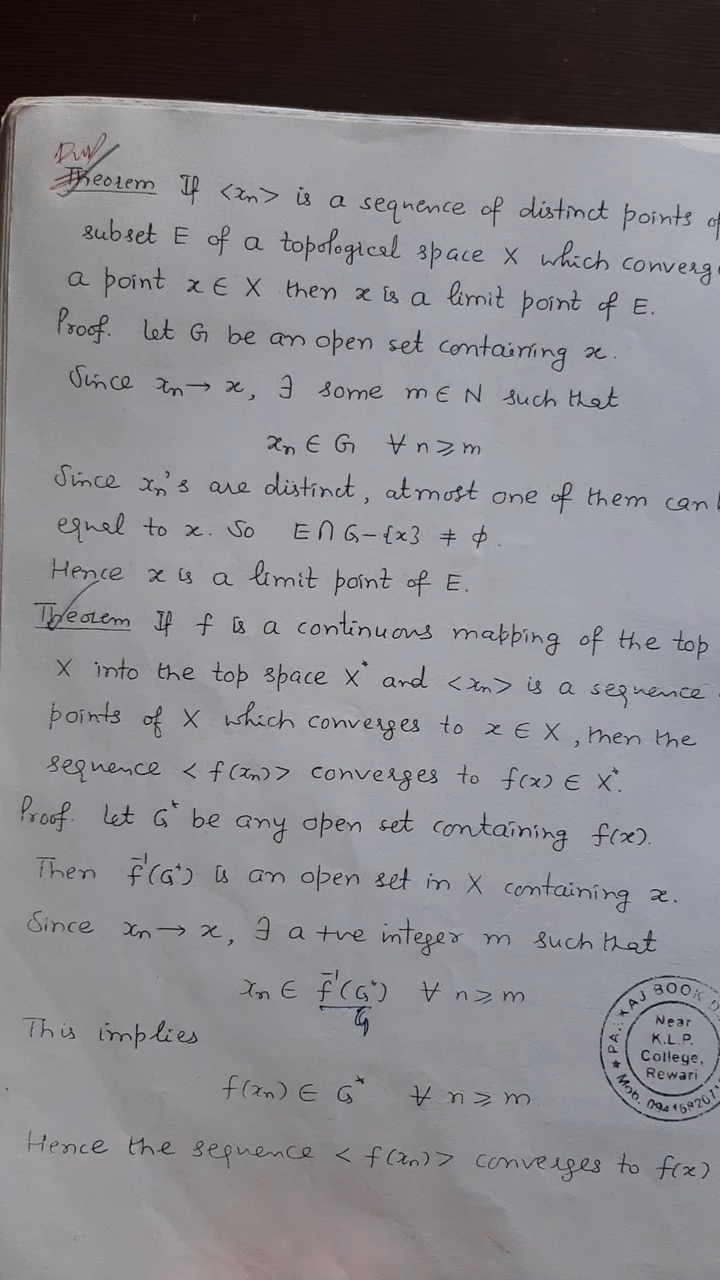 Theorem If <xn> is a sequence of distinct points of
subset E of a topological space X which converg
a point x ∈ X then x is a limit point of E.
Proof. Let G be an open set containing x.
Since xn → x, ∃ some m ∈ N such that
xn ∈ G ∀ n ≥ m
Since xn's are distinct, atmost one of them can
equal to x. So E ∩ G - {x} ≠ φ.
Hence x is a limit point of E.
Theorem If f is a continuous mapping of the top
X into the top space X* and <xn> is a sequence
points of X which converges to x ∈ X, then the
sequence < f(xn)> converges to f(x) ∈ X*.
Proof. Let G* be any open set containing f(x).
Then f⁻¹(G*) is an open set in X containing x.
Since xn → x, ∃ a +ve integer m such that
xn ∈ f⁻¹(G*) ∀ n ≥ m
G
This implies
f(xn) ∈ G* ∀ n ≥ m
Hence the sequence < f(xn)> converges to f(x)
BOOK
Near
K.L.P.
College,
Rewari
Mob.